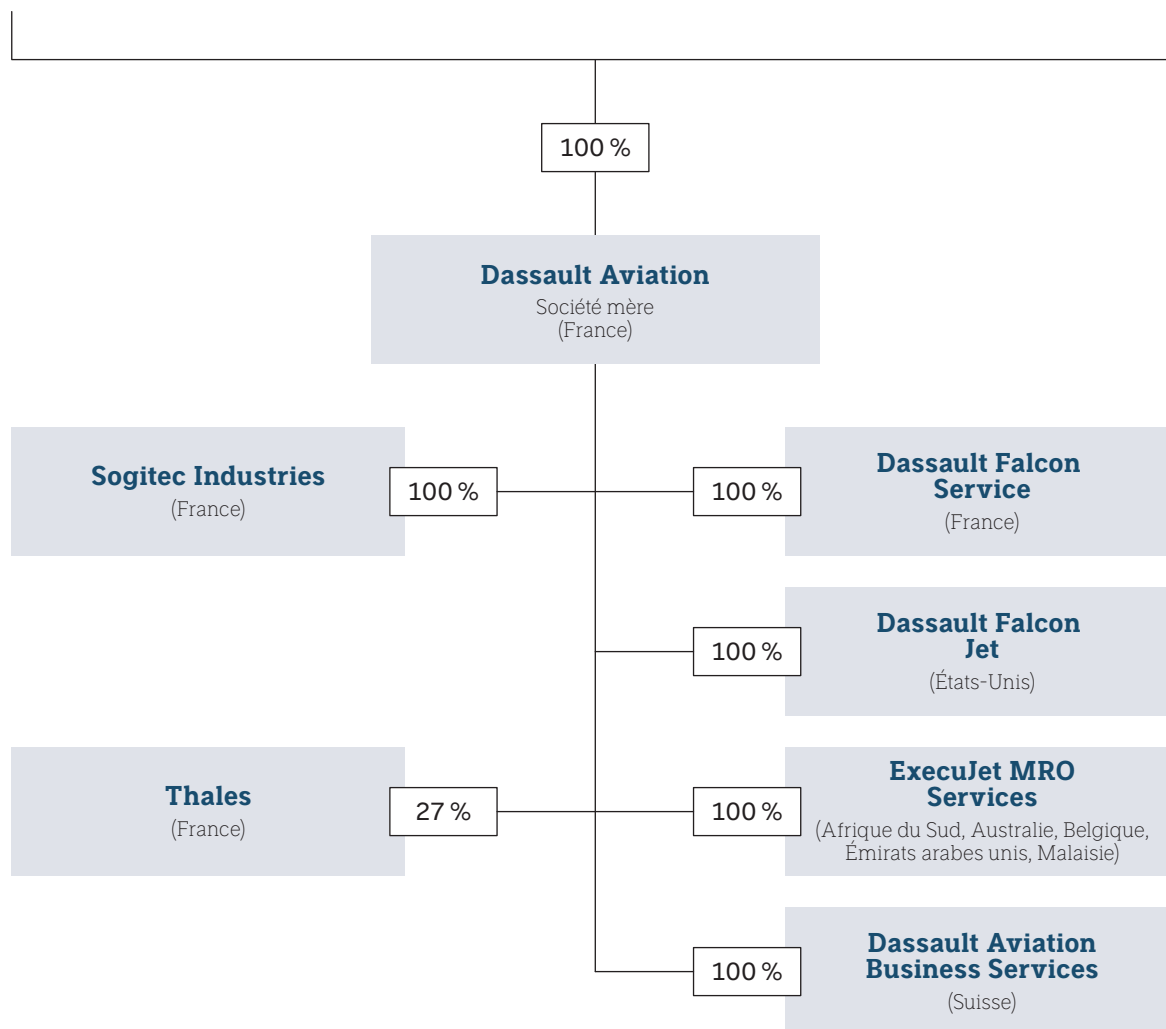 100 %
Dassault Aviation
Société mère
(France)
Sogitec Industries
(France)
100 %
100 %
Dassault Falcon
Service
(France)
100 %
Dassault Falcon
Jet
(États-Unis)
Thales
(France)
27 %
100 %
ExecuJet MRO
Services
(Afrique du Sud, Australie, Belgique,
Émirats arabes unis, Malaisie)
100 %
Dassault Aviation
Business Services
(Suisse)